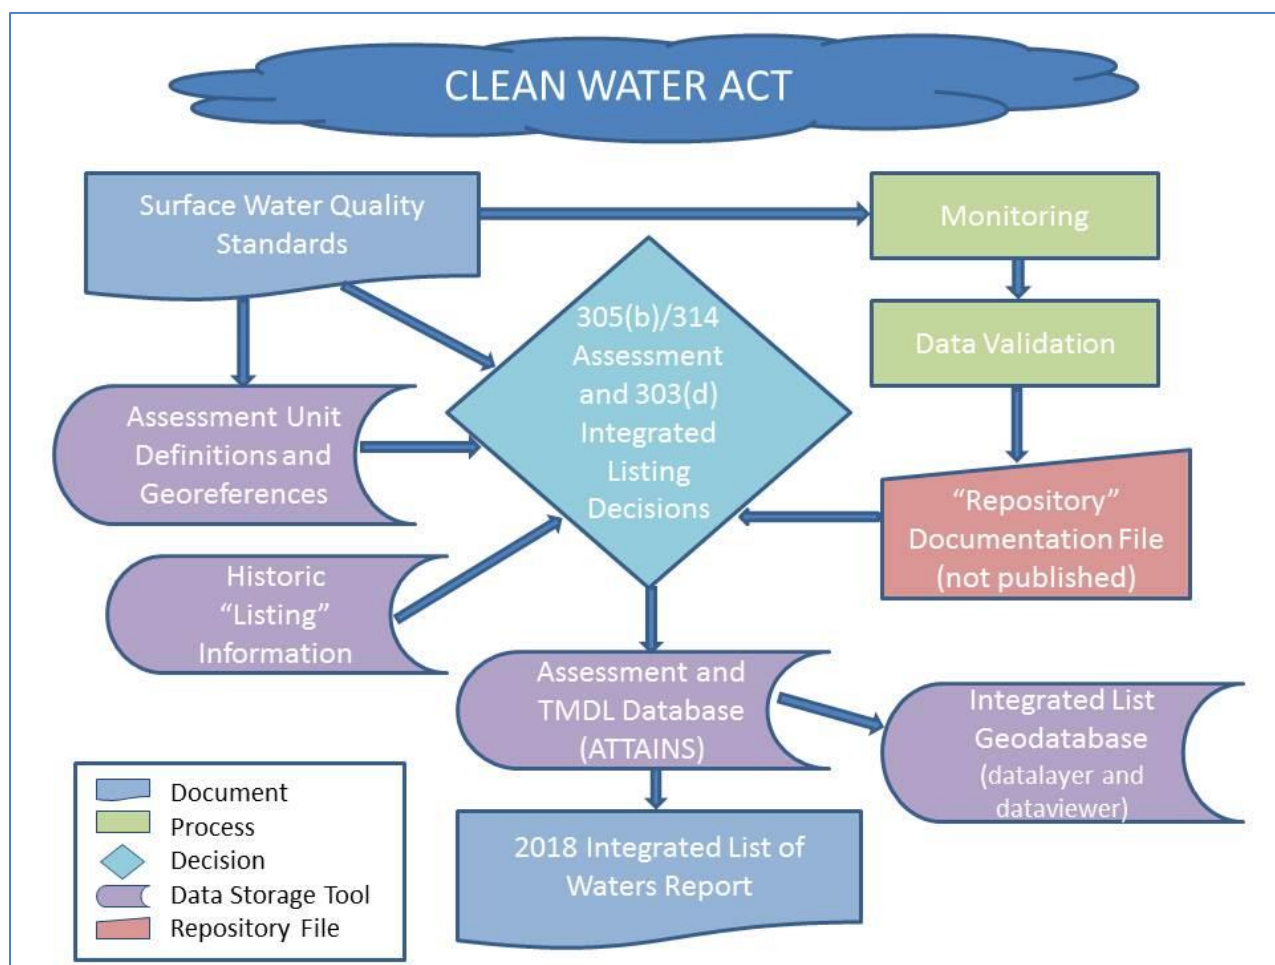 CLEAN WATER ACT
Surface Water Quality
Standards
Monitoring
305(b)/314
Assessment
and 303(d)
Integrated
Listing
Decisions
Data Validation
Assessment Unit
Definitions and
Georeferences
“Repository”
Documentation File
(not published)
Historic
“Listing”
Information
Assessment and
TMDL Database
(ATTAINS)
Integrated List
Geodatabase
(datalayer and
dataviewer)
2018 Integrated List of
Waters Report
Document
Process
Decision
Data Storage Tool
Repository File